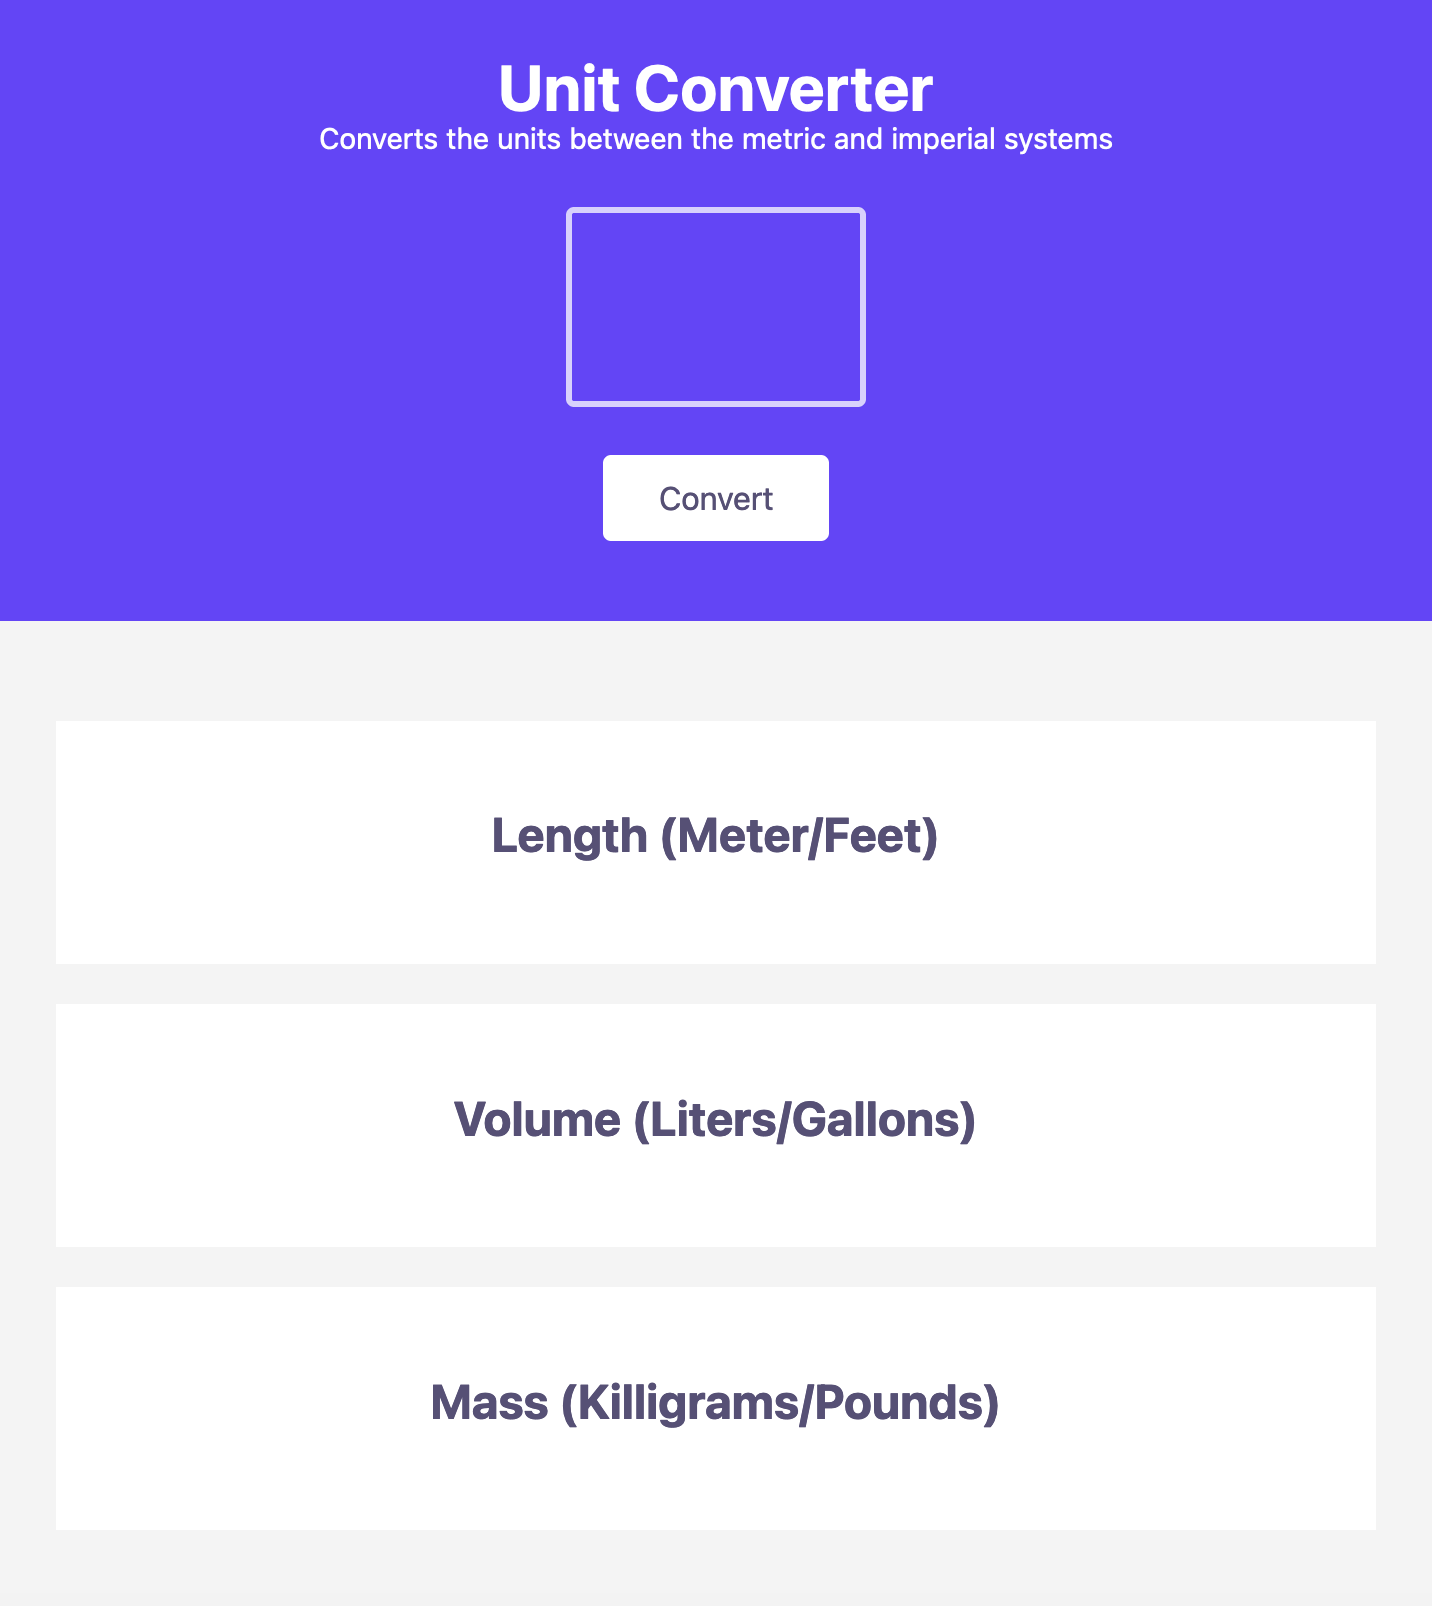 Unit Converter
Converts the units between the metric and imperial systems
Convert
Length (Meter/Feet)
Volume (Liters/Gallons)
Mass (Killigrams/Pounds)